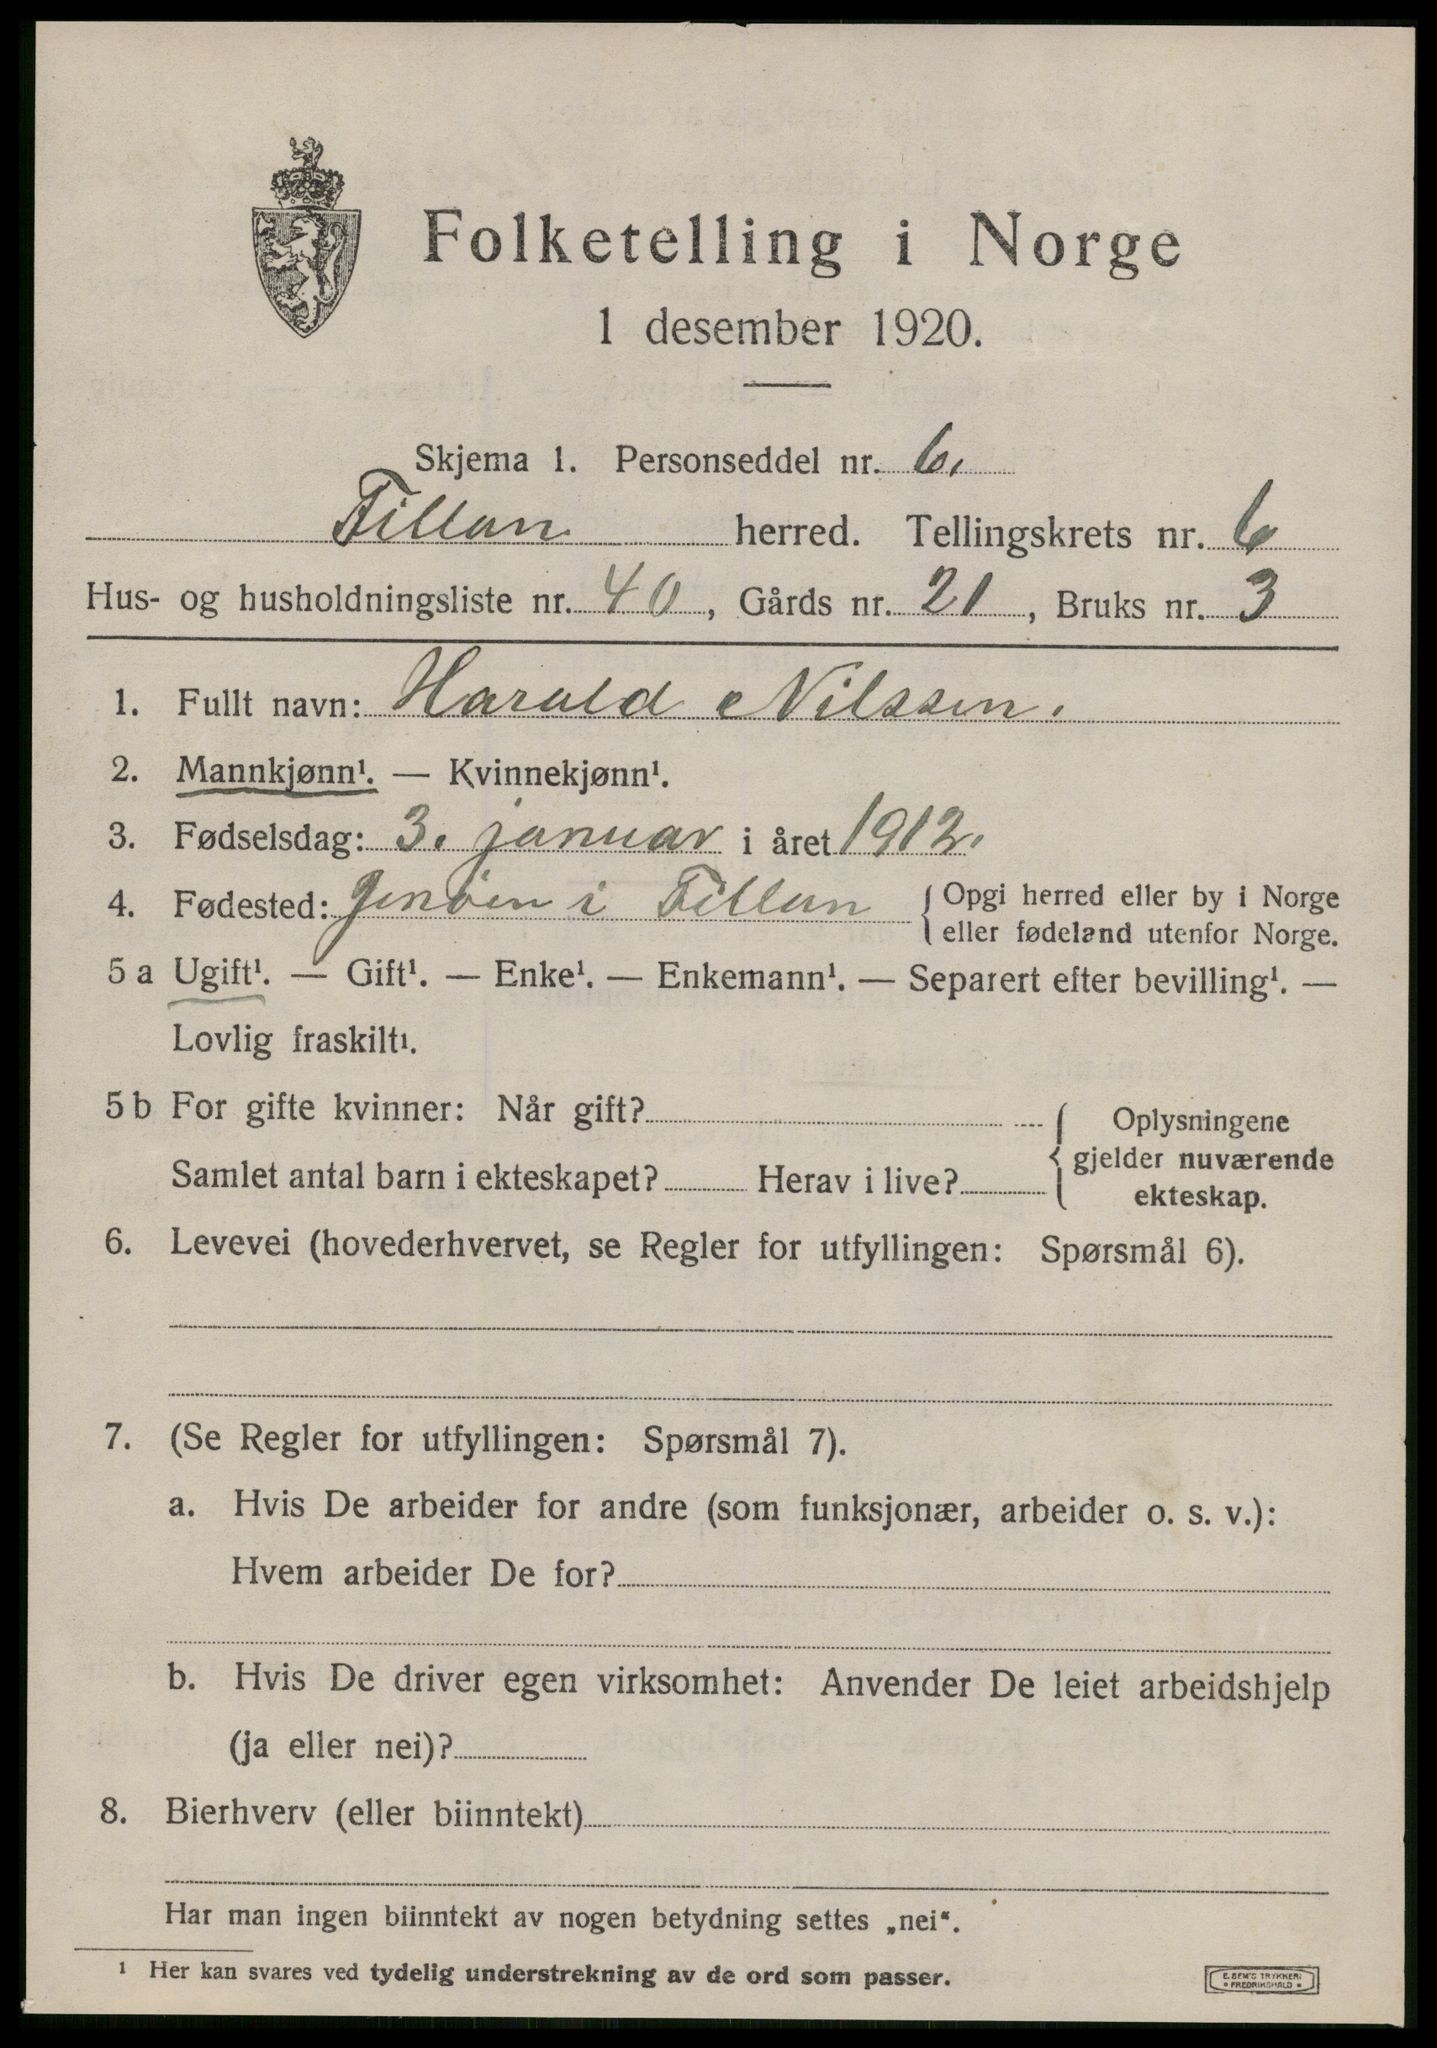 Folketelling i Norge
1 desember 1920.
Skjema 1. Personseddel nr. 6.
Fillan herred. Tellingskrets nr. 6
Hus- og husholdningsliste nr. 40, Gårds nr. 21, Bruks nr. 3
1. Fullt navn: Harald Nilssen.
2. Mannkjønn¹. — Kvinnekjønn¹.
3. Fødselsdag: 3. januar i året 1912.
4. Fødested: Jenøen i Fillan { Opgi herred eller by i Norge
eller fødeland utenfor Norge.
5 a Ugift¹. — Gift¹. — Enke¹. — Enkemann¹. — Separert efter bevilling¹. —
Lovlig fraskilt¹.
5 b For gifte kvinner: Når gift? { Oplysningene
gjelder nuværende
Samlet antal barn i ekteskapet? Herav i live? ekteskap.
6. Levevei (hovederhvervet, se Regler for utfyllingen: Spørsmål 6).
7. (Se Regler for utfyllingen: Spørsmål 7).
a. Hvis De arbeider for andre (som funksjonær, arbeider o. s. v.):
Hvem arbeider De for?
b. Hvis De driver egen virksomhet: Anvender De leiet arbeidshjelp
(ja eller nei)?
8. Bierhverv (eller biinntekt)
Har man ingen biinntekt av nogen betydning settes „nei“.
¹ Her kan svares ved tydelig understrekning av de ord som passer.
E. SEM'S TRYKKERI
FREDRIKSHALD